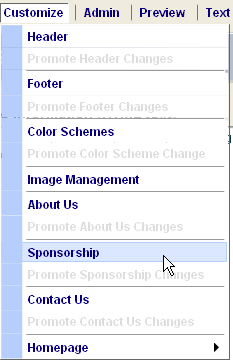 Customize Admin Preview Text
Header
Promote Header Changes
Footer
Promote Footer Changes
Color Schemes
Promote Color Scheme Change
Image Management
About Us
Promote About Us Changes
Sponsorship
Promote Sponsorship Changes
Contact Us
Promote Contact Us Changes
Homepage